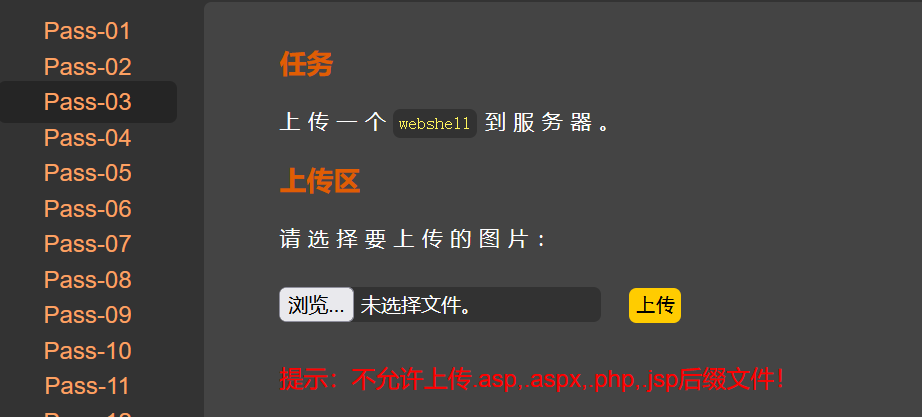 Pass-01
Pass-02
Pass-03
Pass-04
Pass-05
Pass-06
Pass-07
Pass-08
Pass-09
Pass-10
Pass-11
任务
上传一个 webshell 到服务器。
上传区
请选择要上传的图片：
浏览... 未选择文件。 上传
提示：不允许上传.asp,.aspx,.php,.jsp后缀文件！